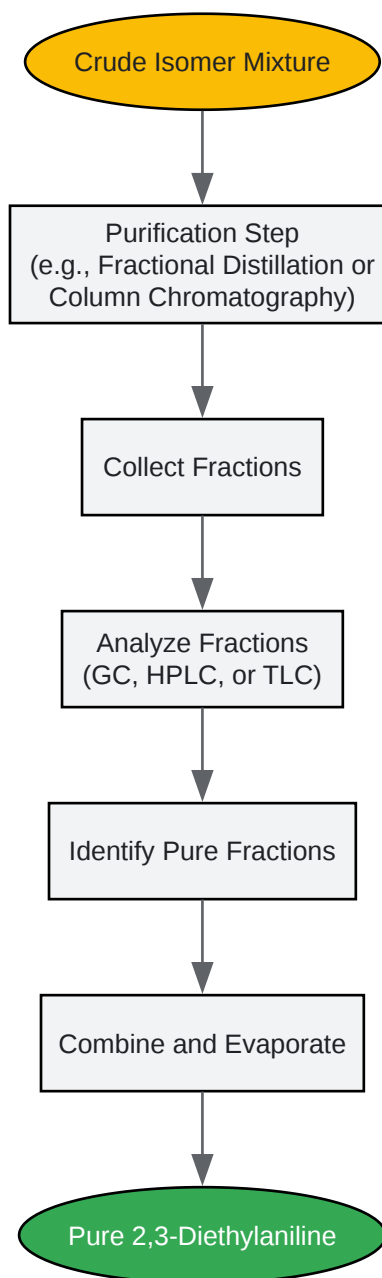 Crude Isomer Mixture
Purification Step
(e.g., Fractional Distillation or
Column Chromatography)
Collect Fractions
Analyze Fractions
(GC, HPLC, or TLC)
Identify Pure Fractions
Combine and Evaporate
Pure 2,3-Diethylaniline